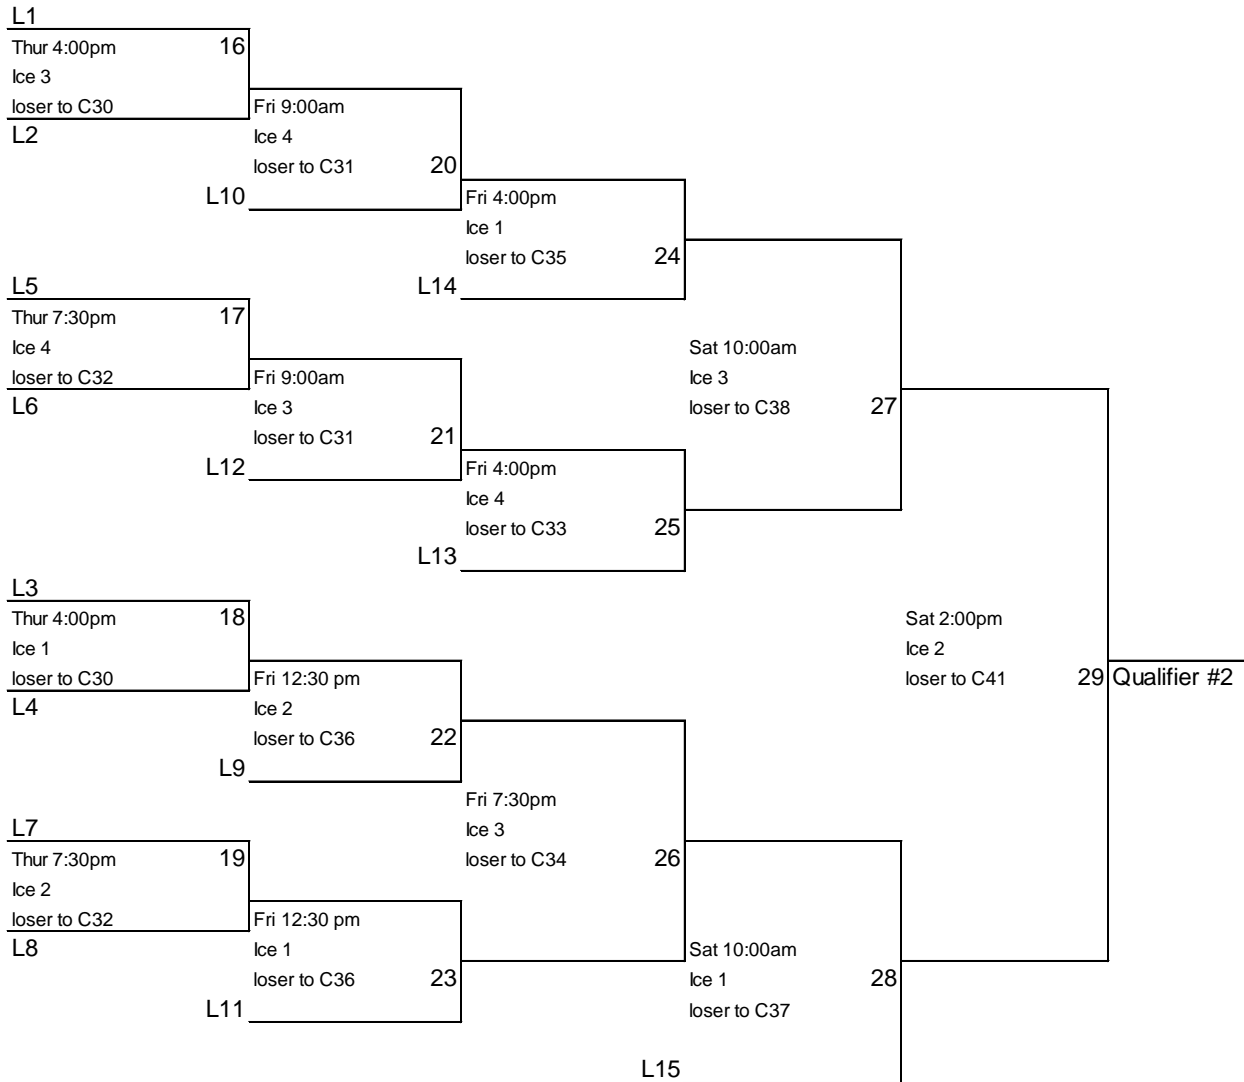 L1
Thur 4:00pm 16
Ice 3
loser to C30
L2
Fri 9:00am
Ice 4
loser to C31 20
L10
Fri 4:00pm
Ice 1
loser to C35 24
L14
L5
Thur 7:30pm 17
Ice 4
loser to C32
L6
Fri 9:00am
Ice 3
loser to C31 21
L12
Fri 4:00pm
Ice 4
loser to C33 25
L13
Sat 10:00am
Ice 3
loser to C38 27
L3
Thur 4:00pm 18
Ice 1
loser to C30
L4
Fri 12:30 pm
Ice 2
loser to C36 22
L9
Sat 2:00pm
Ice 2
loser to C41 29 Qualifier #2
Fri 7:30pm
Ice 3
loser to C34 26
L7
Thur 7:30pm 19
Ice 2
loser to C32
L8
Fri 12:30 pm
Ice 1
loser to C36 23
L11
Sat 10:00am
Ice 1 28
loser to C37
L15